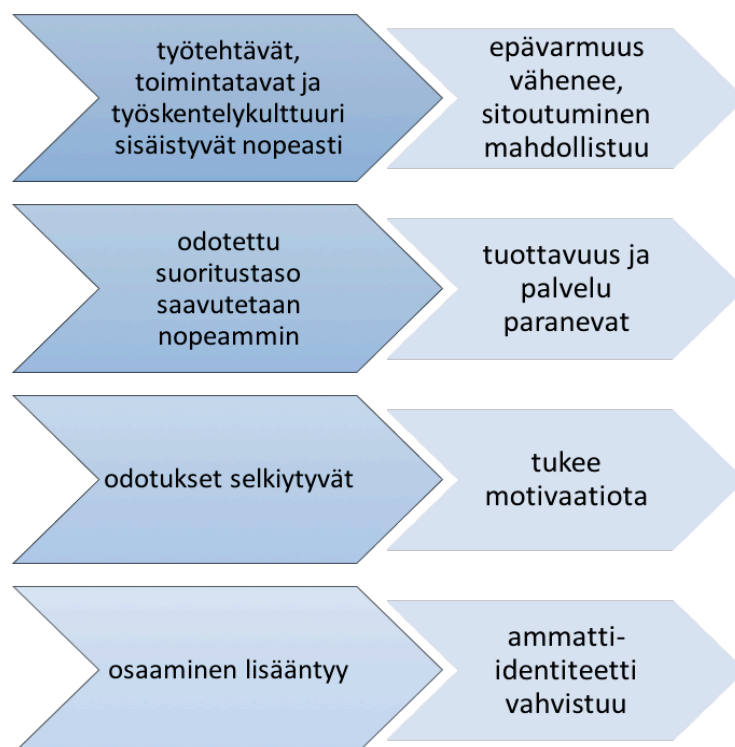 työtehtävät,
toimintatavat ja
työskentelykulttuuri
sisäistyvät nopeasti
epävarmuus
vähenee,
sitoutuminen
mahdollistuu
odotettu
suoritustaso
saavutetaan
nopeammin
tuottavuus ja
palvelu
paranevat
odotukset selkiytyvät
tukee
motivaatiota
osaaminen lisääntyy
ammatti-
identiteetti
vahvistuu